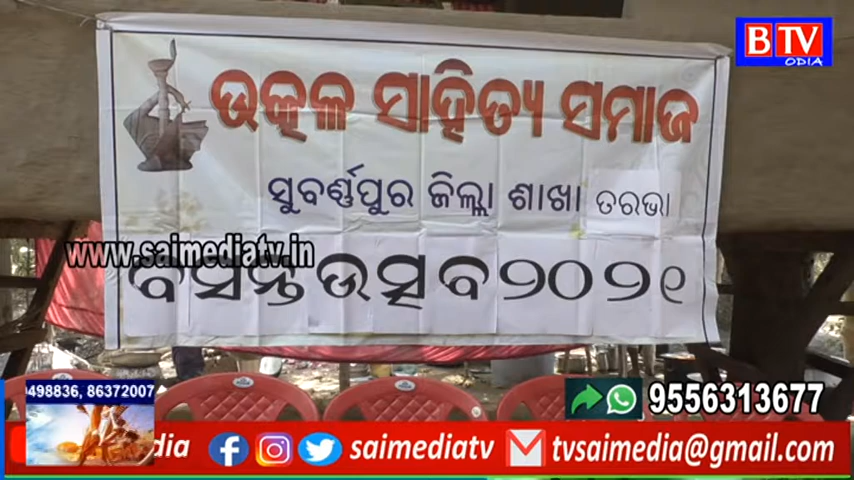 BTV
ODIA
ଉତ୍କଳ ସାହିତ୍ୟ ସମାଜ
ସୁବର୍ଣ୍ଣପୁର ଜିଲ୍ଲା ଶାଖା ତରଭା
www.saimediatv.in
ବସନ୍ତ ଉତ୍ସବ ୨୦୨୧
498836, 86372007
9556313677
dia saimediatv tvsaimedia@gmail.com